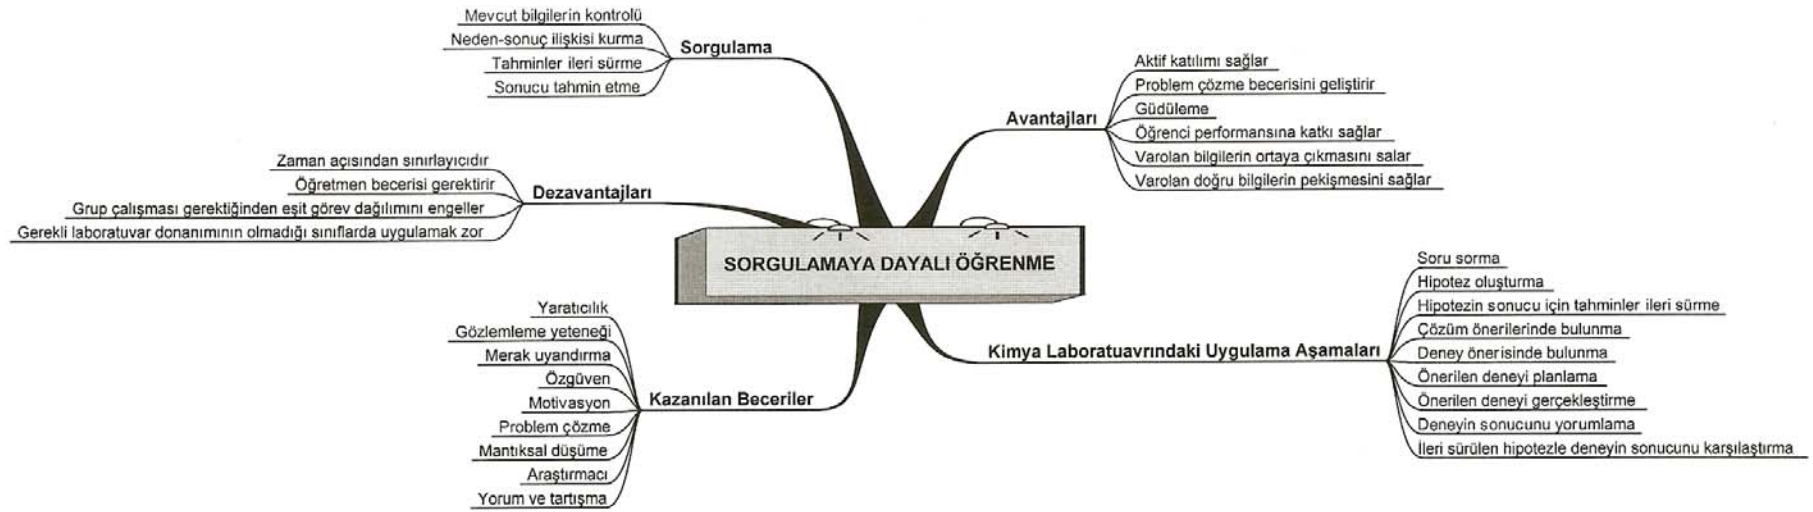 Sorgulama
Mevcut bilgilerin kontrolü
Neden-sonuç ilişkisi kurma
Tahminler ileri sürme
Sonucu tahmin etme
Avantajları
Aktif katılımı sağlar
Problem çözme becerisini geliştirir
Güdüleme
Öğrenci performansına katkı sağlar
Varolan bilgilerin ortaya çıkmasını salar
Varolan doğru bilgilerin pekişmesini sağlar
Dezavantajları
Zaman açısından sınırlayıcıdır
Öğretmen becerisi gerektirir
Grup çalışması gerektiğinden eşit görev dağılımını engeller
Gerekli laboratuvar donanımının olmadığı sınıflarda uygulamak zor
SORGULAMAYA DAYALI ÖĞRENME
Kimya Laboratuavrındaki Uygulama Aşamaları
Soru sorma
Hipotez oluşturma
Hipotezin sonucu için tahminler ileri sürme
Çözüm önerilerinde bulunma
Deney önerisinde bulunma
Önerilen deneyi planlama
Önerilen deneyi gerçekleştirme
Deneyin sonucunu yorumlama
İleri sürülen hipotezle deneyin sonucunu karşılaştırma
Kazanılan Beceriler
Yaratıcılık
Gözlemleme yeteneği
Merak uyandırma
Özgüven
Motivasyon
Problem çözme
Mantıksal düşüme
Araştırmacı
Yorum ve tartışma